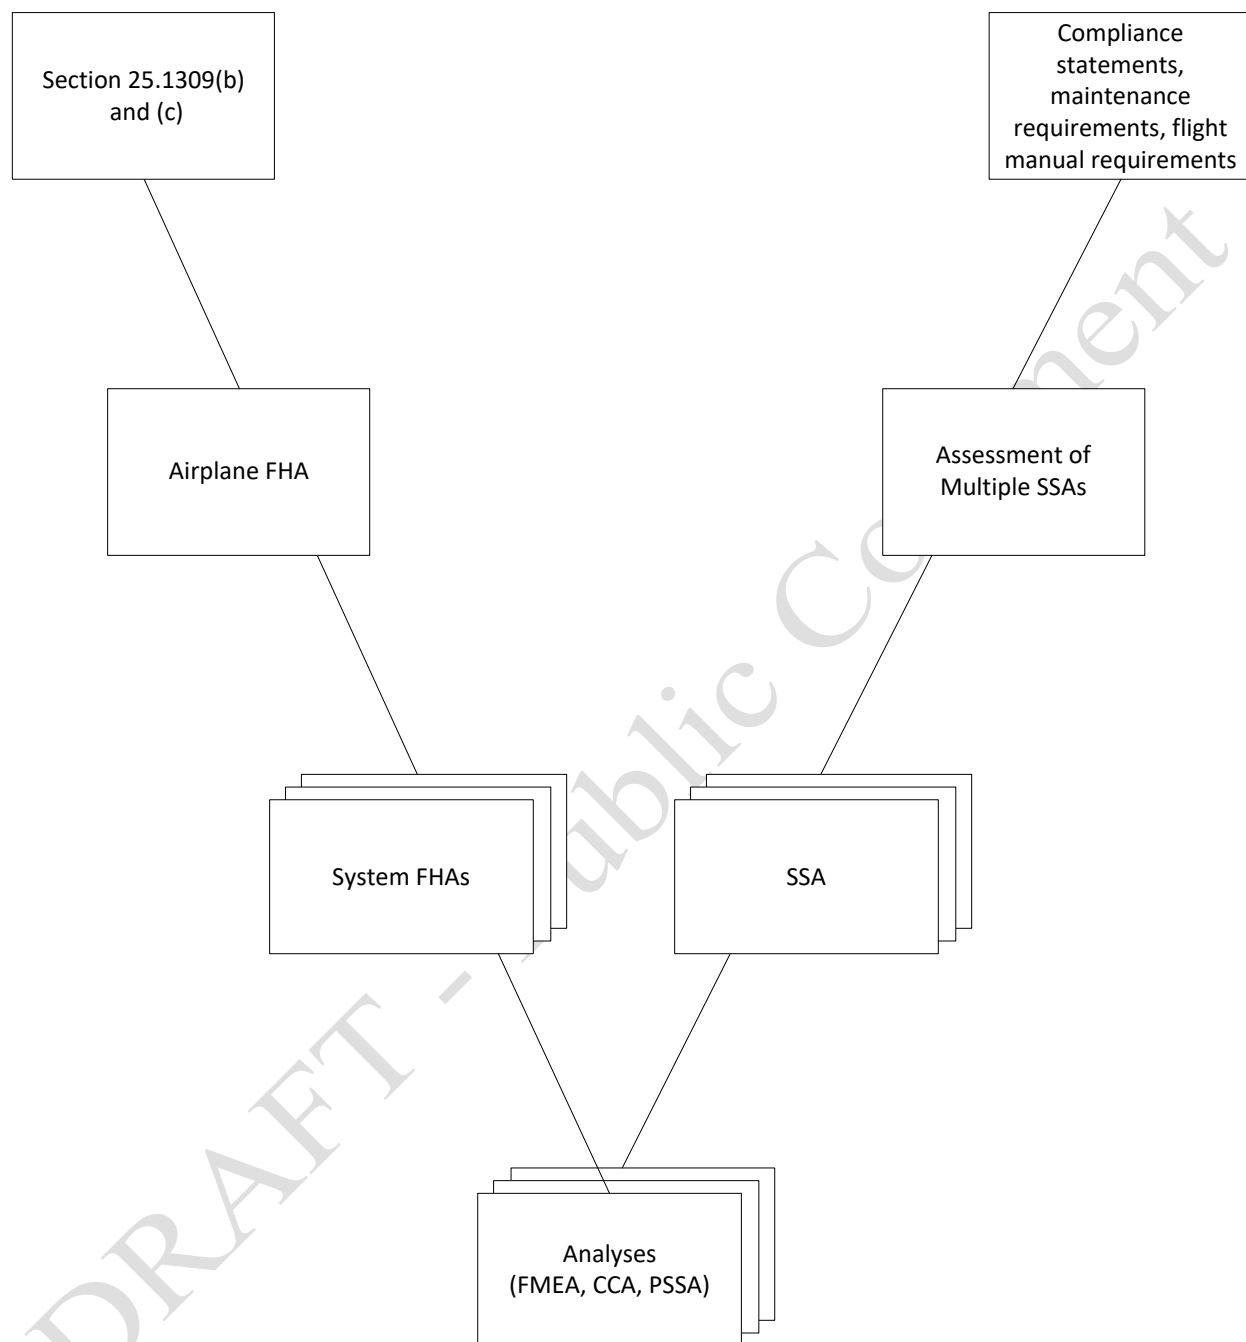 Section 25.1309(b)
and (c)
Compliance
statements,
maintenance
requirements, flight
manual requirements
Airplane FHA
Assessment of
Multiple SSAs
System FHAs
SSA
Analyses
(FMEA, CCA, PSSA)
DRAFT - Public Comment